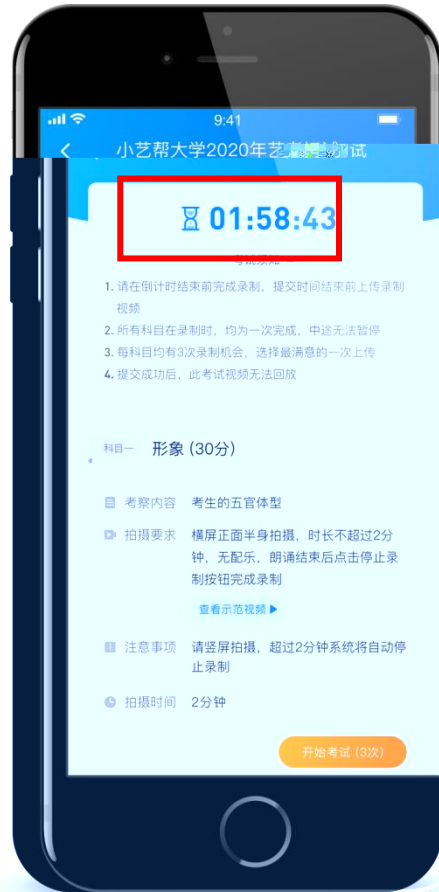 9:41
小艺帮大学2020年艺
试
01:58:43
考试须知
1. 请在倒计时结束前完成录制，提交时间结束前上传录制
视频
2. 所有科目在录制时，均为一次完成，中途无法暂停
3. 每科目均有3次录制机会，选择最满意的一次上传
4. 提交成功后，此考试视频无法回放
科目一 形象 (30分)
考察内容 考生的五官体型
拍摄要求 横屏正面半身拍摄，时长不超过2分
钟，无配乐，朗诵结束后点击停止录
制按钮完成录制
查看示范视频
注意事项 请竖屏拍摄，超过2分钟系统将自动停
止录制
拍摄时间 2分钟
开始考试 (3次)